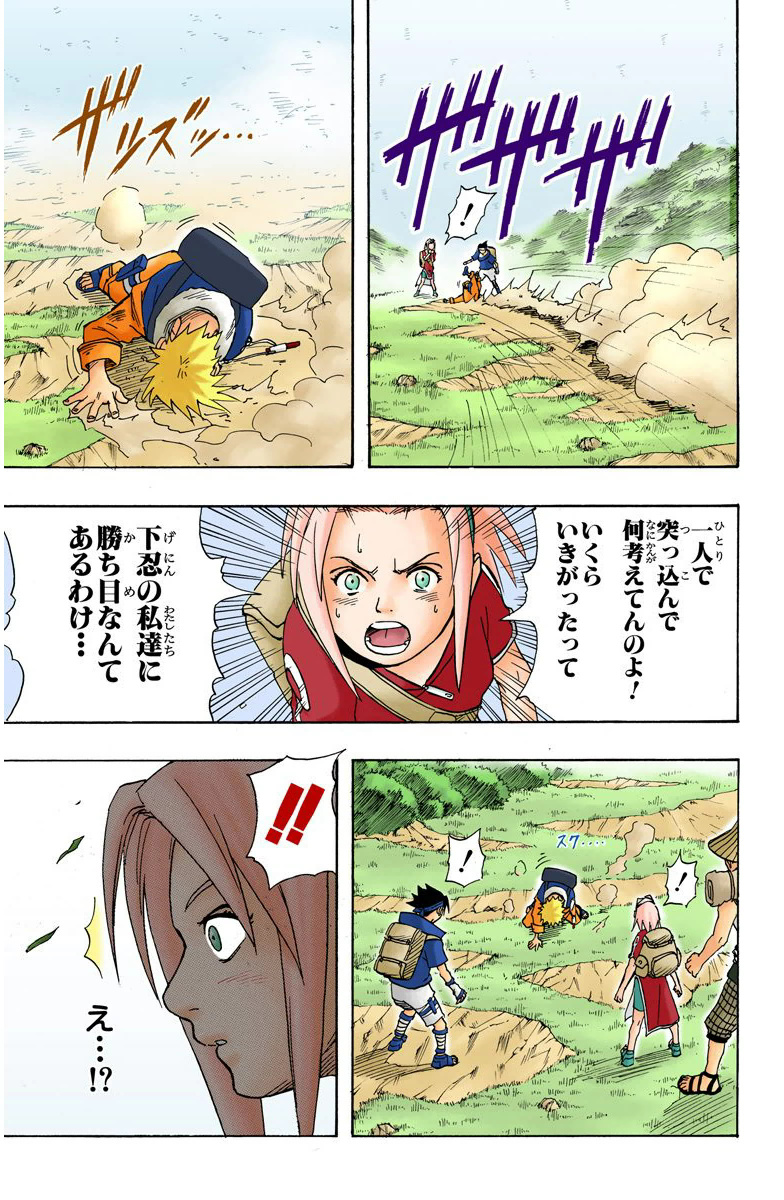 ザザザ
!
ザリズッ…
一人で
突っ込んで
何考えてんのよ!
いくら
いきがったって
下忍の私達に
勝ち目なんて
あるわけ…
スク‥‥
!
!
!!
え…!?